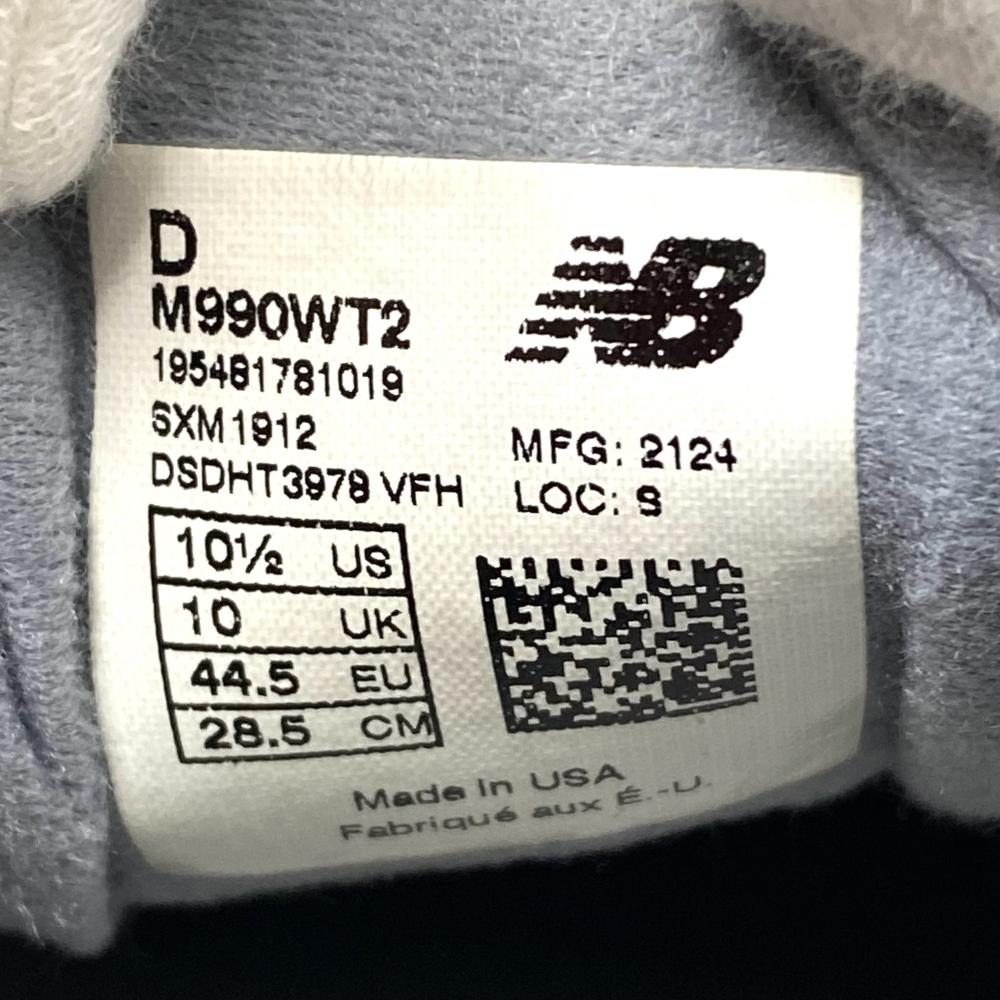 D
M990WT2
195481781019
SXM1912
DSDHT3978 VFH
NB
MFG: 2124
LOC: S
10½ US
10 UK
44.5 EU
28.5 CM
Made In USA
Fabriqué aux É.-U.